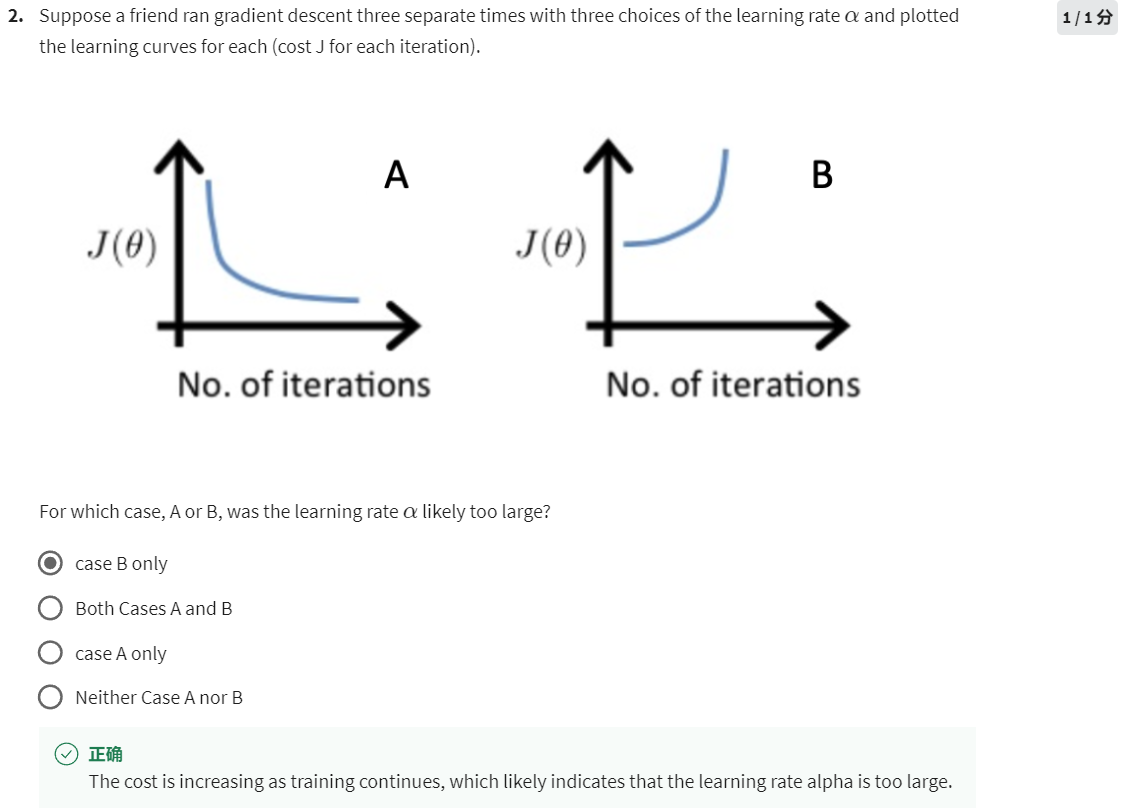 2. Suppose a friend ran gradient descent three separate times with three choices of the learning rate α and plotted
the learning curves for each (cost J for each iteration).
1 / 1 分
A
B
J(θ)
J(θ)
No. of iterations
No. of iterations
For which case, A or B, was the learning rate α likely too large?
case B only
Both Cases A and B
case A only
Neither Case A nor B
正确
The cost is increasing as training continues, which likely indicates that the learning rate alpha is too large.